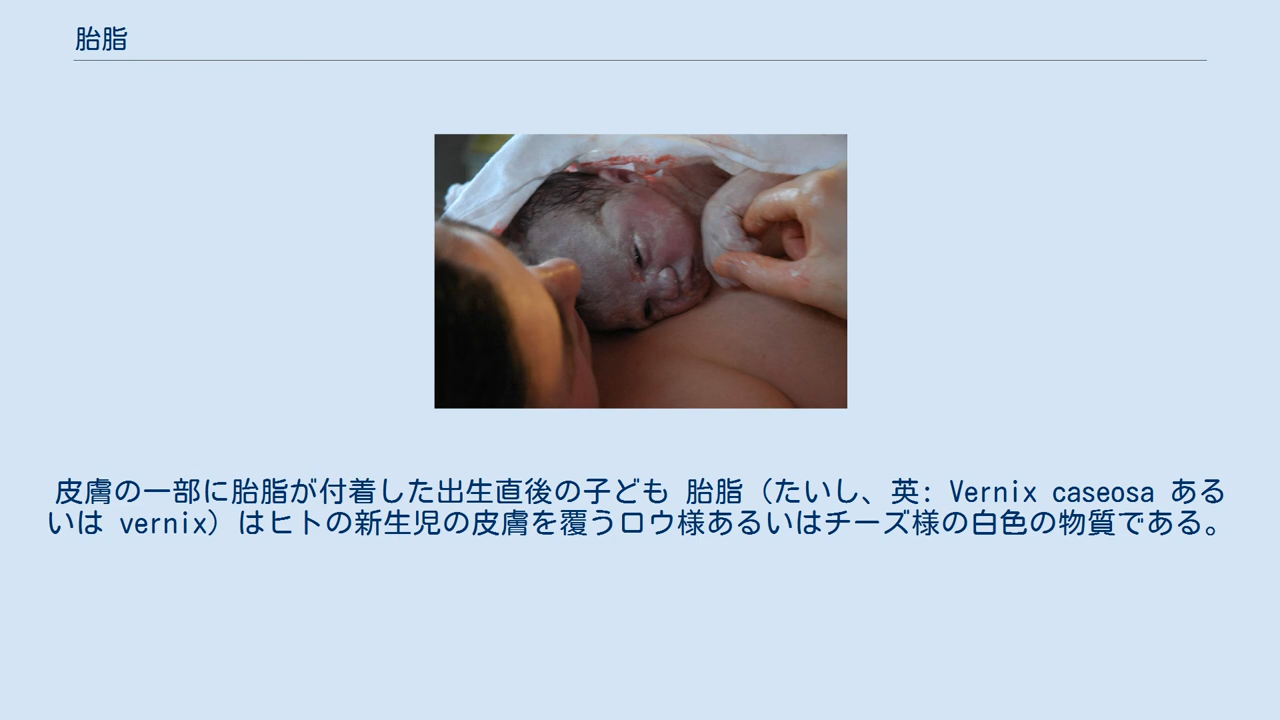 胎脂
皮膚の一部に胎脂が付着した出生直後の子ども 胎脂（たいし、英: Vernix caseosa ある
いは vernix）はヒトの新生児の皮膚を覆うロウ様あるいはチーズ様の白色の物質である。